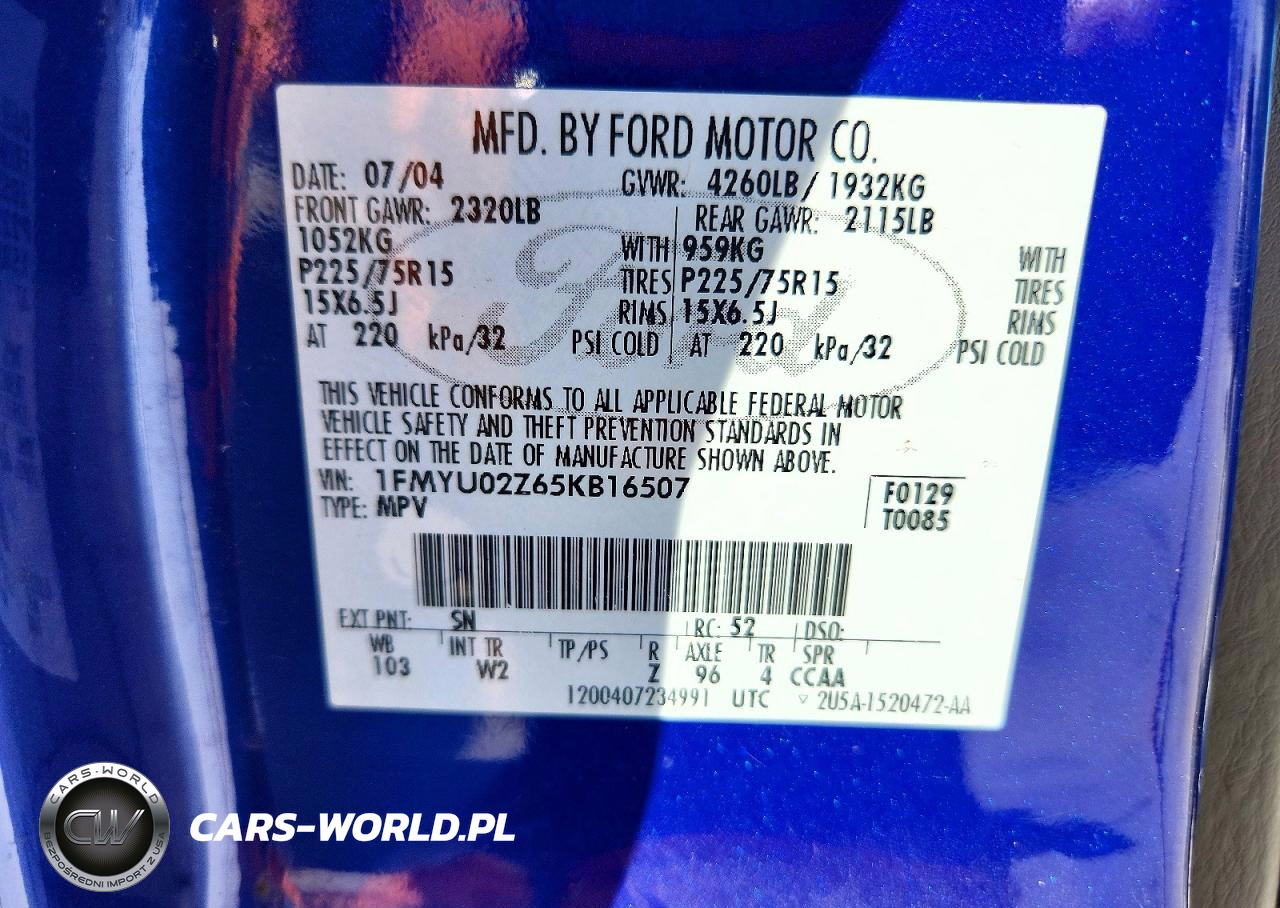 MFD. BY FORD MOTOR CO.
DATE: 07/04 GVWR: 4260LB/ 1932KG
FRONT GAWR: 2320LB REAR GAWR: 2115LB
1052KG WITH 959KG WITH
P225/75R15 TIRES P225/75R15 TIRES
15X6.5J RIMS 15X6.5J RIMS
AT 220 kPa/32 PSI COLD AT 220 kPa/32 PSI COLD
Ford
THIS VEHICLE CONFORMS TO ALL APPLICABLE FEDERAL MOTOR
VEHICLE SAFETY AND THEFT PREVENTION STANDARDS IN
EFFECT ON THE DATE OF MANUFACTURE SHOWN ABOVE.
VIN: 1FMYU02Z65KB16507 F0129
TYPE: MPV T0085
EXT PNT: SN RC: 52 DSO:
WB INT TR TP/PS R AXLE TR SPR
103 W2 Z 96 4 CCAA
1200407234991 UTC ▽ 2U5A-1520472-AA
CARS-WORLD
CW
BEZPOŚREDNI IMPORT Z USA
CARS-WORLD.PL